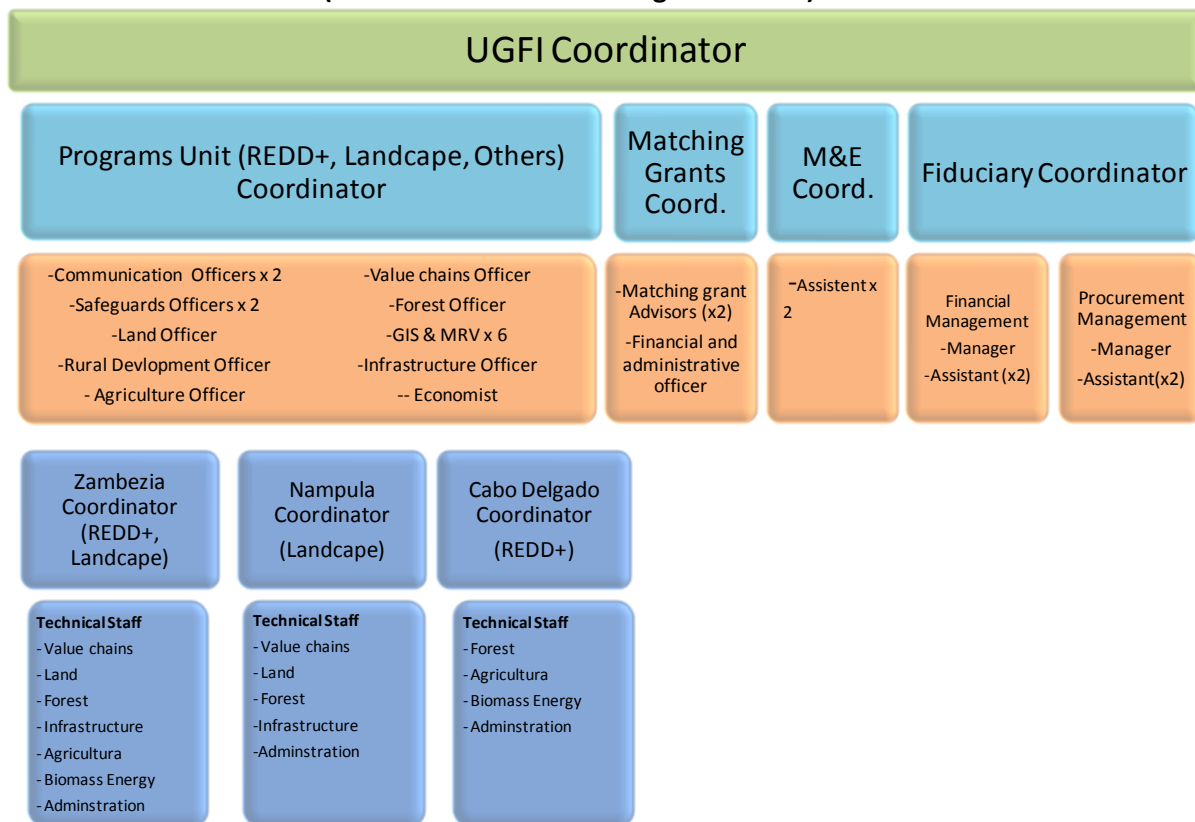 UGFI Coordinator
Programs Unit (REDD+, Landcape, Others)
Coordinator
Matching
Grants
Coord.
M&E
Coord.
Fiduciary Coordinator
-Communication Officers x 2
-Safeguards Officers x 2
-Land Officer
-Rural Devlopment Officer
- Agriculture Officer
-Value chains Officer
-Forest Officer
-GIS & MRV x 6
-Infrastructure Officer
-- Economist
-Matching grant
Advisors (x2)
-Financial and
administrative
officer
-Assistent x
2
Financial
Management
-Manager
-Assistant (x2)
Procurement
Management
-Manager
-Assistant(x2)
Zambezia
Coordinator
(REDD+,
Landscape)
Nampula
Coordinator
(Landscape)
Cabo Delgado
Coordinator
(REDD+)
Technical Staff
- Value chains
- Land
- Forest
- Infrastructure
- Agricultura
- Biomass Energy
- Adminstration
Technical Staff
- Value chains
- Land
- Forest
-Infrastructure
-Adminstration
Technical Staff
- Forest
- Agricultura
- Biomass Energy
- Adminstration